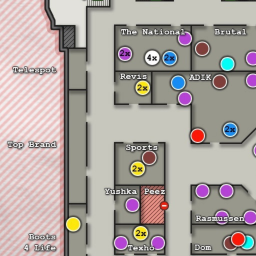 The National
Brutal
2x
4x
2x
Telespot
Revis
ADIK
2x
2x
Top Brand
Sports
2x
Yushka
Peez
Rasmussen
Boots
4 Life
2x
Texho
Dom